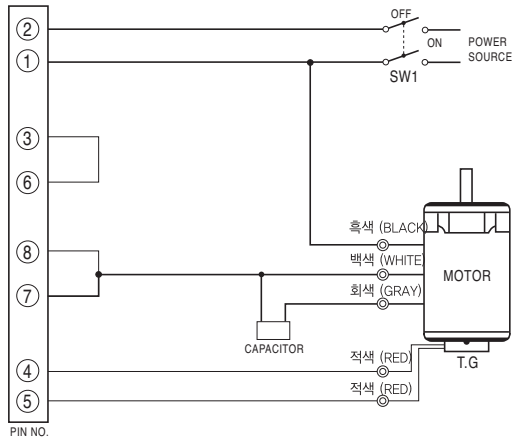 ②
OFF
ON
POWER
SOURCE
①
SW1
③
⑥
흑색 (BLACK)
⑧
백색 (WHITE)
MOTOR
⑦
회색 (GRAY)
CAPACITOR
④
적색 (RED)
T.G
⑤
적색 (RED)
PIN NO.